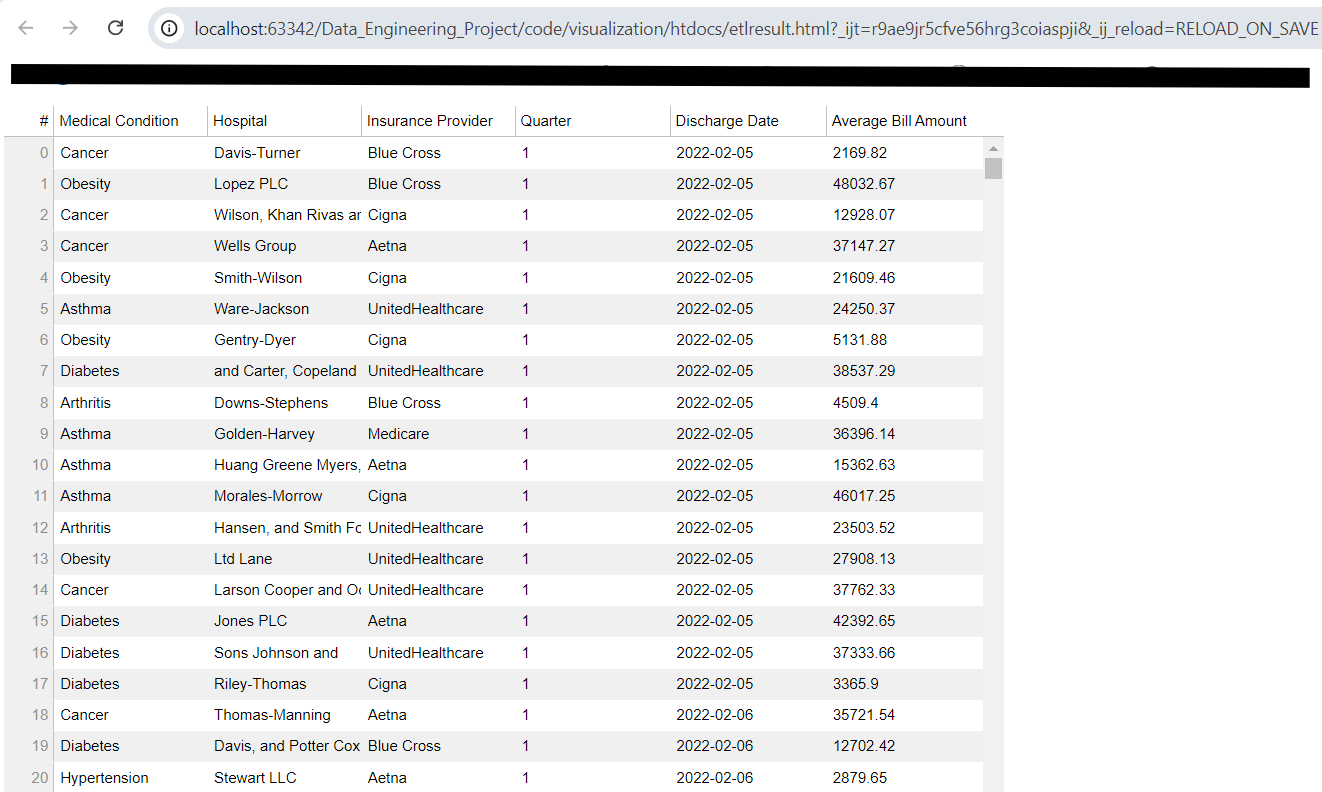 localhost:63342/Data_Engineering_Project/code/visualization/htdocs/etlresult.html?_ijt=r9ae9jr5cfve56hrg3coiaspji&_ij_reload=RELOAD_ON_SAVE
# Medical Condition Hospital Insurance Provider Quarter Discharge Date Average Bill Amount
0 Cancer Davis-Turner Blue Cross 1 2022-02-05 2169.82
1 Obesity Lopez PLC Blue Cross 1 2022-02-05 48032.67
2 Cancer Wilson, Khan Rivas ar Cigna 1 2022-02-05 12928.07
3 Cancer Wells Group Aetna 1 2022-02-05 37147.27
4 Obesity Smith-Wilson Cigna 1 2022-02-05 21609.46
5 Asthma Ware-Jackson UnitedHealthcare 1 2022-02-05 24250.37
6 Obesity Gentry-Dyer Cigna 1 2022-02-05 5131.88
7 Diabetes and Carter, Copeland UnitedHealthcare 1 2022-02-05 38537.29
8 Arthritis Downs-Stephens Blue Cross 1 2022-02-05 4509.4
9 Asthma Golden-Harvey Medicare 1 2022-02-05 36396.14
10 Asthma Huang Greene Myers, Aetna 1 2022-02-05 15362.63
11 Asthma Morales-Morrow Cigna 1 2022-02-05 46017.25
12 Arthritis Hansen, and Smith Fo UnitedHealthcare 1 2022-02-05 23503.52
13 Obesity Ltd Lane UnitedHealthcare 1 2022-02-05 27908.13
14 Cancer Larson Cooper and Oc UnitedHealthcare 1 2022-02-05 37762.33
15 Diabetes Jones PLC Aetna 1 2022-02-05 42392.65
16 Diabetes Sons Johnson and UnitedHealthcare 1 2022-02-05 37333.66
17 Diabetes Riley-Thomas Cigna 1 2022-02-05 3365.9
18 Cancer Thomas-Manning Aetna 1 2022-02-06 35721.54
19 Diabetes Davis, and Potter Cox Blue Cross 1 2022-02-06 12702.42
20 Hypertension Stewart LLC Aetna 1 2022-02-06 2879.65